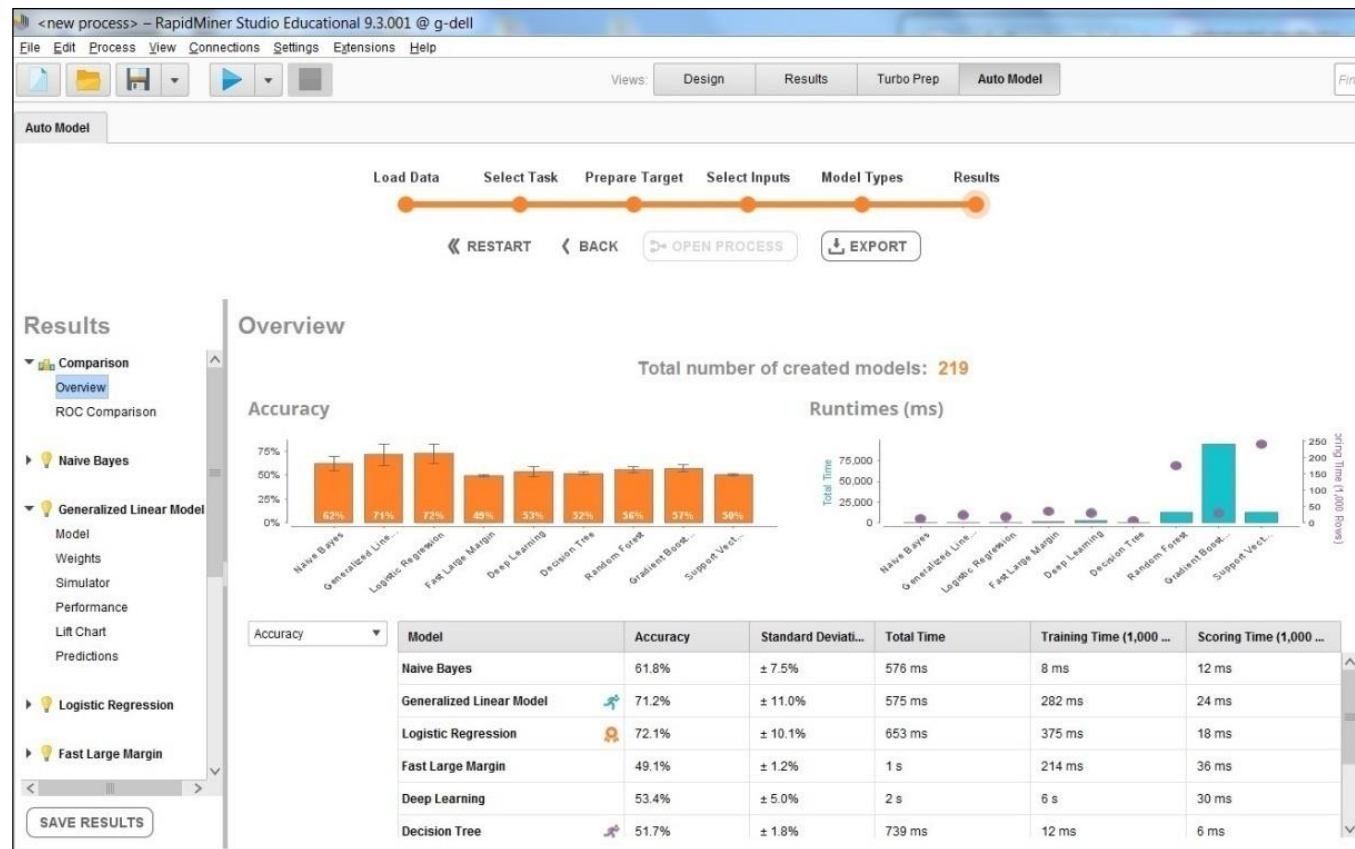 <new process> – RapidMiner Studio Educational 9.3.001 @ g-dell
File Edit Process View Connections Settings Extensions Help
Views: Design Results Turbo Prep Auto Model
Auto Model
Load Data Select Task Prepare Target Select Inputs Model Types Results
RESTART BACK OPEN PROCESS EXPORT
Results
Comparison
Overview
ROC Comparison
Naive Bayes
Generalized Linear Model
Model
Weights
Simulator
Performance
Lift Chart
Predictions
Logistic Regression
Fast Large Margin
SAVE RESULTS
Overview
Total number of created models: 219
Accuracy
75%
50%
25%
0%
62% 71% 72% 49% 53% 52% 56% 57% 50%
Naive Bayes Generalized Line... Logistic Regression Fast Large Margin Deep Learning Decision Tree Random Forest Gradient Boost... Support Vect...
Runtimes (ms)
Total Time
75,000
50,000
25,000
0
250
200
150
100
50
0
oring Time (1,000 Rows)
Naive Bayes Generalized Line... Logistic Regression Fast Large Margin Deep Learning Decision Tree Random Forest Gradient Boost... Support Vect...
Accuracy
Model Accuracy Standard Deviati... Total Time Training Time (1,000 ... Scoring Time (1,000 ...
Naive Bayes 61.8% ± 7.5% 576 ms 8 ms 12 ms
Generalized Linear Model 71.2% ± 11.0% 575 ms 282 ms 24 ms
Logistic Regression 72.1% ± 10.1% 653 ms 375 ms 18 ms
Fast Large Margin 49.1% ± 1.2% 1 s 214 ms 36 ms
Deep Learning 53.4% ± 5.0% 2 s 6 s 30 ms
Decision Tree 51.7% ± 1.8% 739 ms 12 ms 6 ms